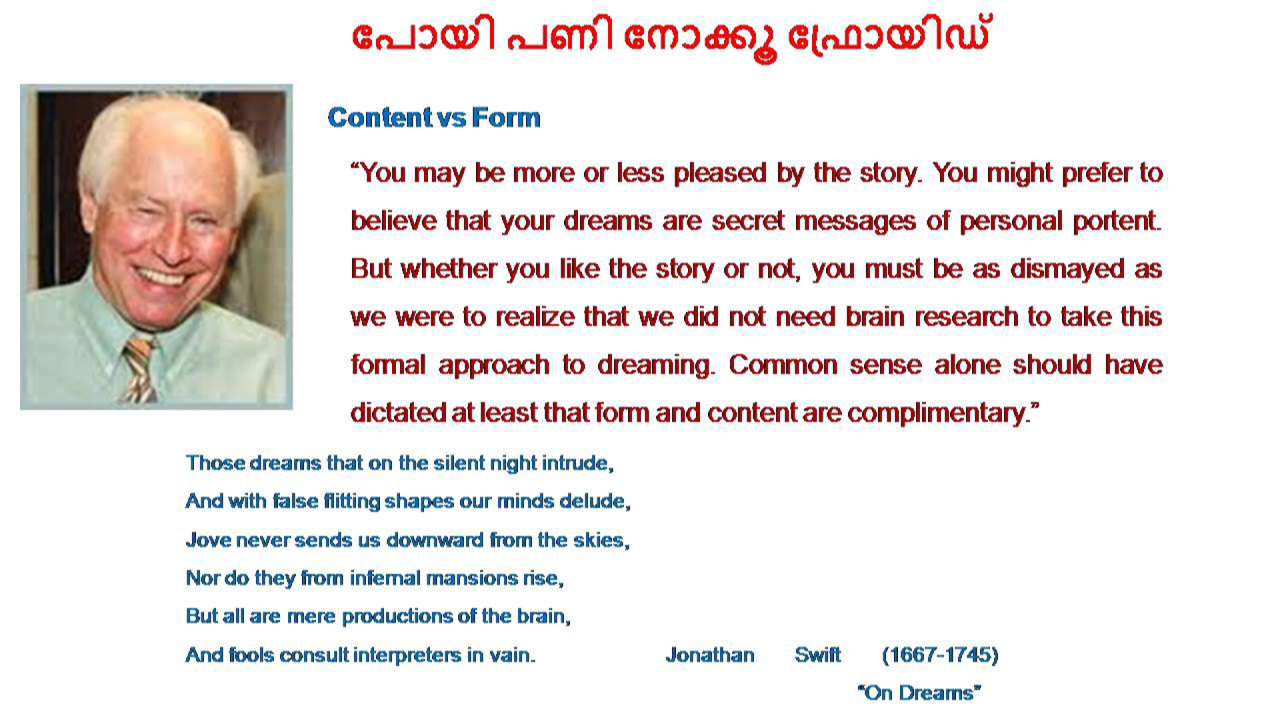 പോയി പണി നോക്കൂ ഫ്രോയിഡ്
Content vs Form
“You may be more or less pleased by the story. You might prefer to
believe that your dreams are secret messages of personal portent.
But whether you like the story or not, you must be as dismayed as
we were to realize that we did not need brain research to take this
formal approach to dreaming. Common sense alone should have
dictated at least that form and content are complimentary.”
Those dreams that on the silent night intrude,
And with false flitting shapes our minds delude,
Jove never sends us downward from the skies,
Nor do they from infernal mansions rise,
But all are mere productions of the brain,
And fools consult interpreters in vain. Jonathan Swift (1667-1745)
“On Dreams”